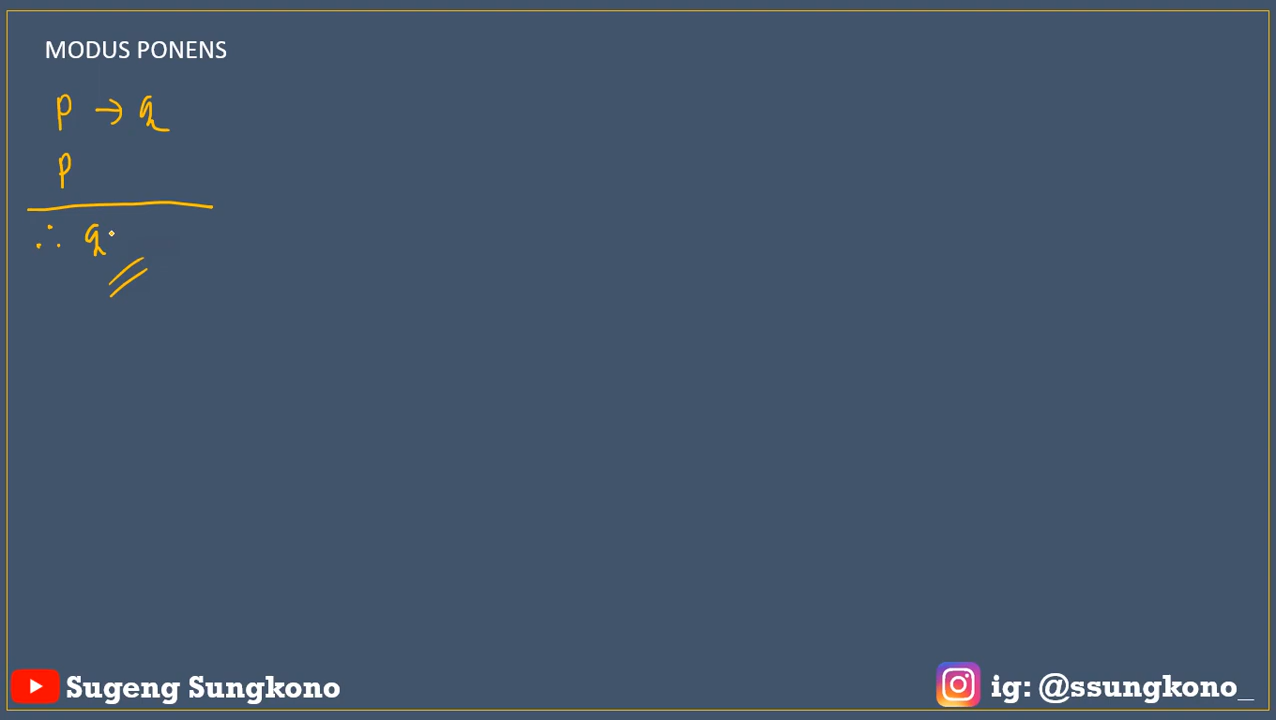 MODUS PONENS
p → q
p
∴ q
Sugeng Sungkono
ig: @ssungkono_